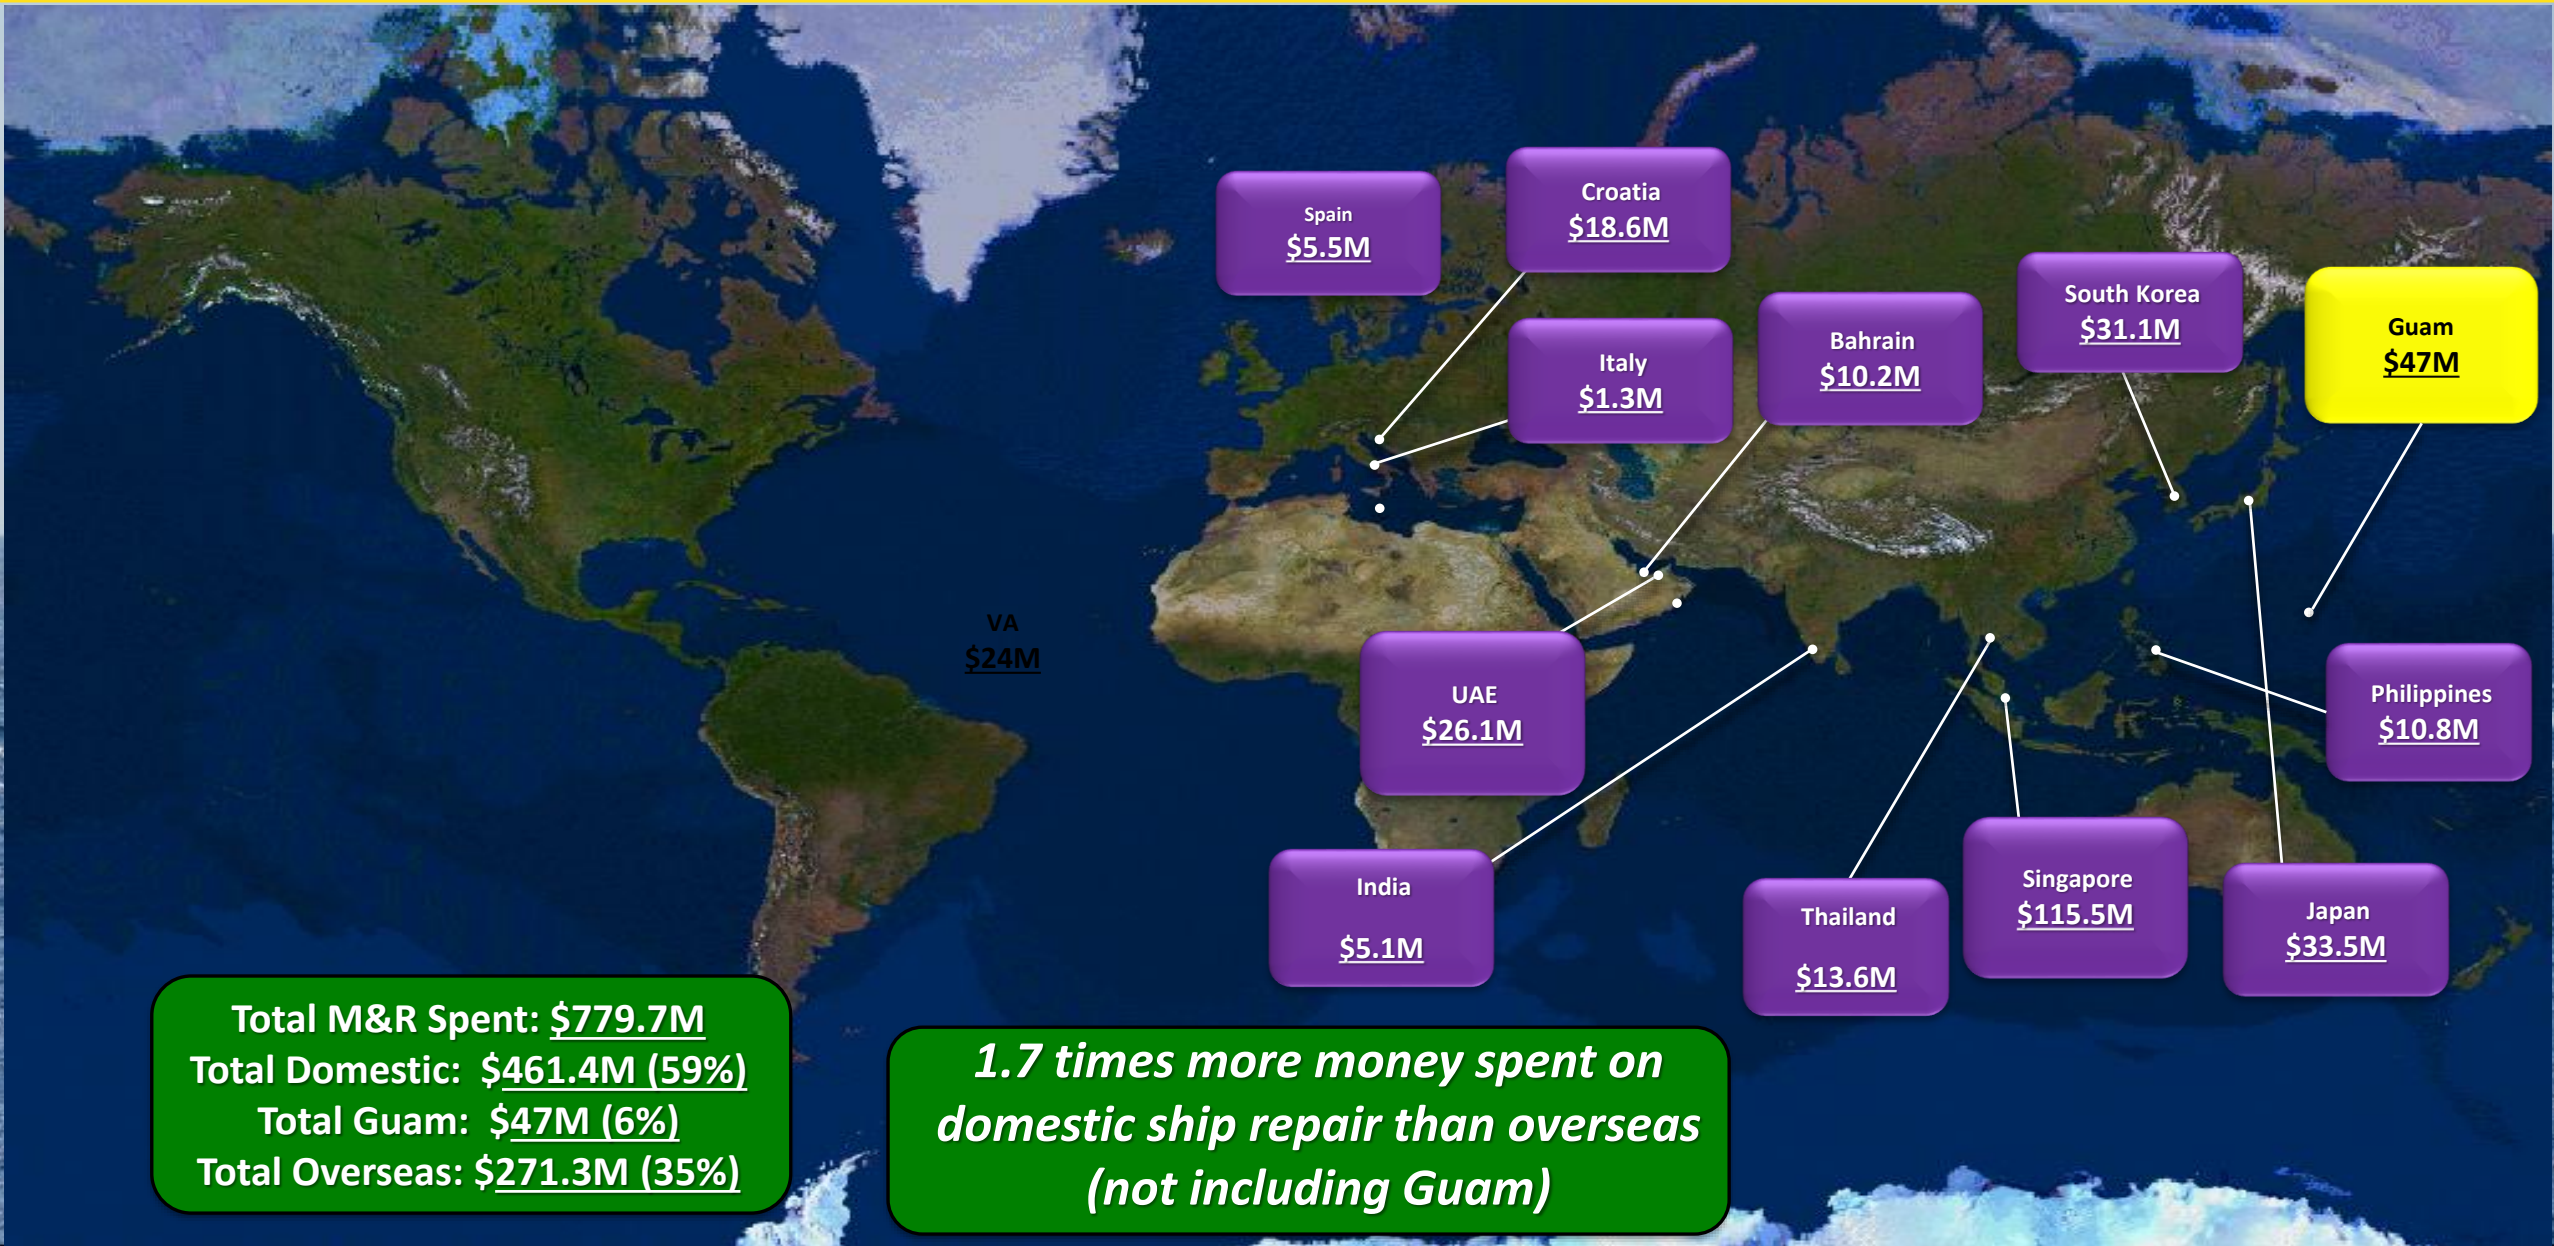 Croatia
$18.6M
Spain
$5.5M
South Korea
$31.1M
Guam
$47M
Bahrain
$10.2M
Italy
$1.3M
VA
$24M
UAE
$26.1M
Philippines
$10.8M
India
$5.1M
Thailand
$13.6M
Singapore
$115.5M
Japan
$33.5M
Total M&R Spent: $779.7M
Total Domestic: $461.4M (59%)
Total Guam: $47M (6%)
Total Overseas: $271.3M (35%)
1.7 times more money spent on
domestic ship repair than overseas
(not including Guam)